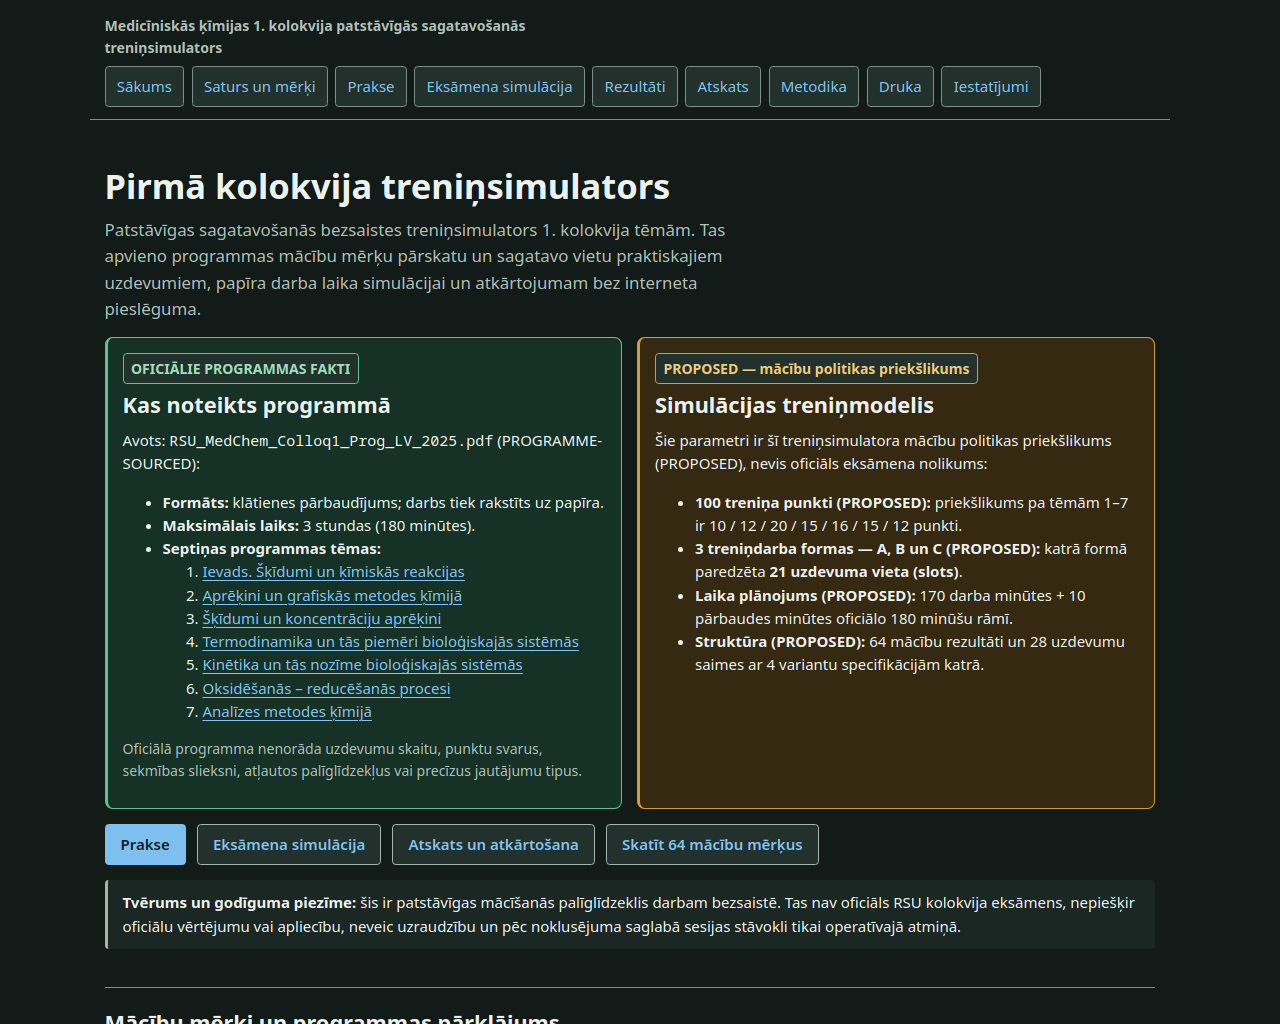 Medicīniskās ķīmijas 1. kolokvija patstāvīgās sagatavošanās
treniņsimulators
Sākums
Saturs un mērķi
Prakse
Eksāmena simulācija
Rezultāti
Atskats
Metodika
Druka
Iestatījumi
Pirmā kolokvija treniņsimulators
Patstāvīgas sagatavošanās bezsaistes treniņsimulators 1. kolokvija tēmām. Tas
apvieno programmas mācību mērķu pārskatu un sagatavo vietu praktiskajiem
uzdevumiem, papīra darba laika simulācijai un atkārtojumam bez interneta
pieslēguma.
OFICIĀLIE PROGRAMMAS FAKTI
Kas noteikts programmā
Avots: RSU_MedChem_Colloq1_Prog_LV_2025.pdf (PROGRAMME-
SOURCED):
• Formāts: klātienes pārbaudījums; darbs tiek rakstīts uz papīra.
• Maksimālais laiks: 3 stundas (180 minūtes).
• Septiņas programmas tēmas:
1. Ievads. Šķīdumi un ķīmiskās reakcijas
2. Aprēķini un grafiskās metodes ķīmijā
3. Šķīdumi un koncentrāciju aprēķini
4. Termodinamika un tās piemēri bioloģiskajās sistēmās
5. Kinētika un tās nozīme bioloģiskajās sistēmās
6. Oksidēšanās – reducēšanās procesi
7. Analīzes metodes ķīmijā
Oficiālā programma nenorāda uzdevumu skaitu, punktu svarus,
sekmības slieksni, atļautos palīglīdzekļus vai precīzus jautājumu tipus.
PROPOSED — mācību politikas priekšlikums
Simulācijas treniņmodelis
Šie parametri ir šī treniņsimulatora mācību politikas priekšlikums
(PROPOSED), nevis oficiāls eksāmena nolikums:
• 100 treniņa punkti (PROPOSED): priekšlikums pa tēmām 1–7
ir 10 / 12 / 20 / 15 / 16 / 15 / 12 punkti.
• 3 treniņdarba formas — A, B un C (PROPOSED): katrā formā
paredzēta 21 uzdevuma vieta (slots).
• Laika plānojums (PROPOSED): 170 darba minūtes + 10
pārbaudes minūtes oficiālo 180 minūšu rāmī.
• Struktūra (PROPOSED): 64 mācību rezultāti un 28 uzdevumu
saimes ar 4 variantu specifikācijām katrā.
Prakse
Eksāmena simulācija
Atskats un atkārtošana
Skatīt 64 mācību mērķus
Tvērums un godīguma piezīme: šis ir patstāvīgas mācīšanās palīglīdzeklis darbam bezsaistē. Tas nav oficiāls RSU kolokvija eksāmens, nepiešķir
oficiālu vērtējumu vai apliecību, neveic uzraudzību un pēc noklusējuma saglabā sesijas stāvokli tikai operatīvajā atmiņā.
Mācību mērķi un programmas pārklājums